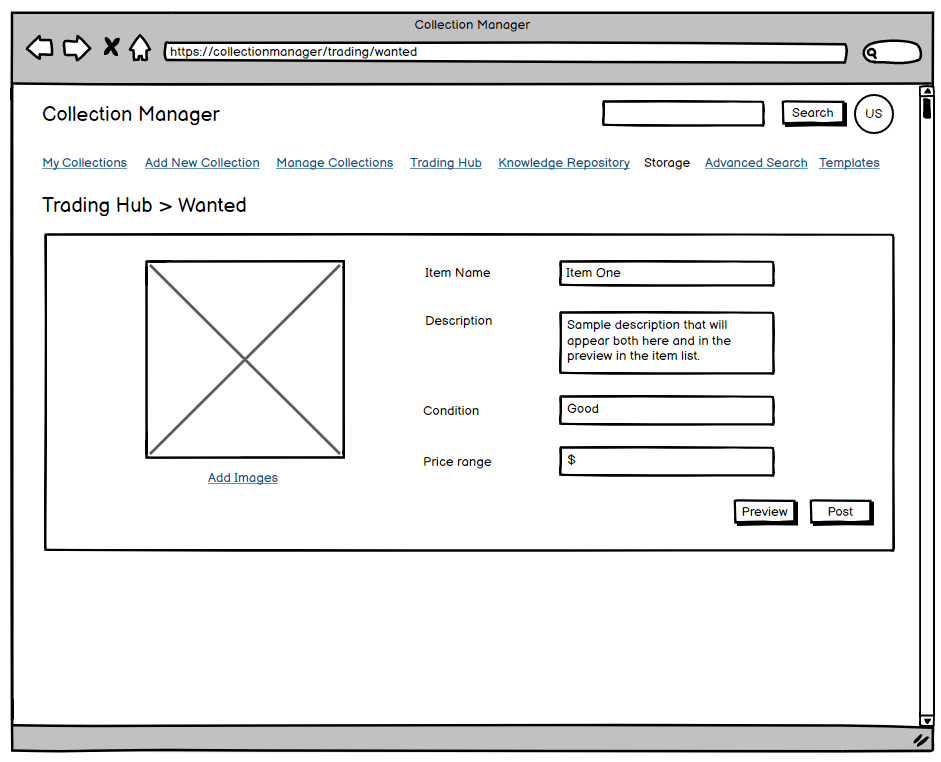 Collection Manager
https://collectionmanager/trading/wanted
Collection Manager
Search
US
My Collections Add New Collection Manage Collections Trading Hub Knowledge Repository Storage Advanced Search Templates
Trading Hub > Wanted
Item Name
Item One
Description
Sample description that will
appear both here and in the
preview in the item list.
Condition
Good
Price range
$
Add Images
Preview
Post